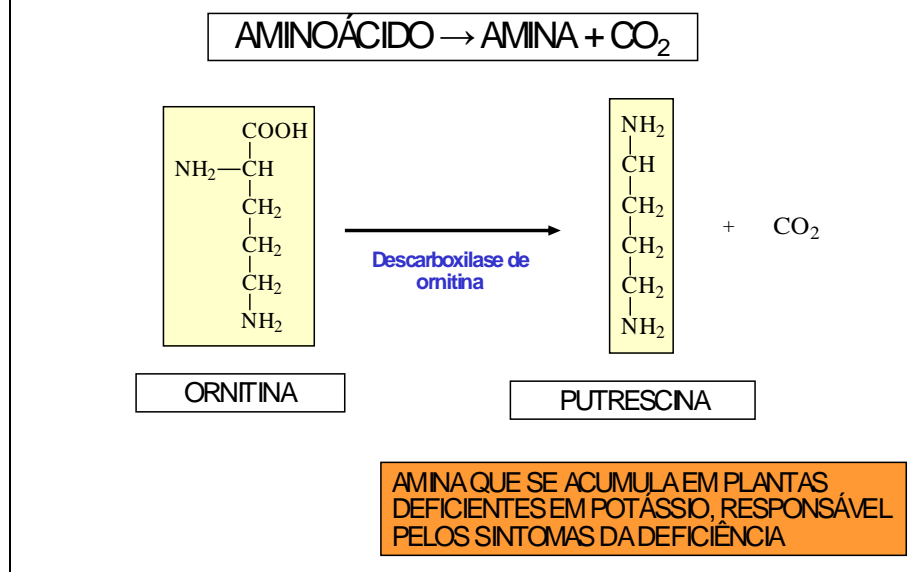 AMINOÁCIDO → AMINA + CO₂
COOH
NH₂—CH
CH₂
CH₂
CH₂
NH₂
Descarboxilase de
ornitina
NH₂
CH
CH₂
CH₂
CH₂
NH₂
+ CO₂
ORNITINA
PUTRESCINA
AMINA QUE SE ACUMULA EM PLANTAS
DEFICIENTES EM POTÁSSIO, RESPONSÁVEL
PELOS SINTOMAS DA DEFICIÊNCIA